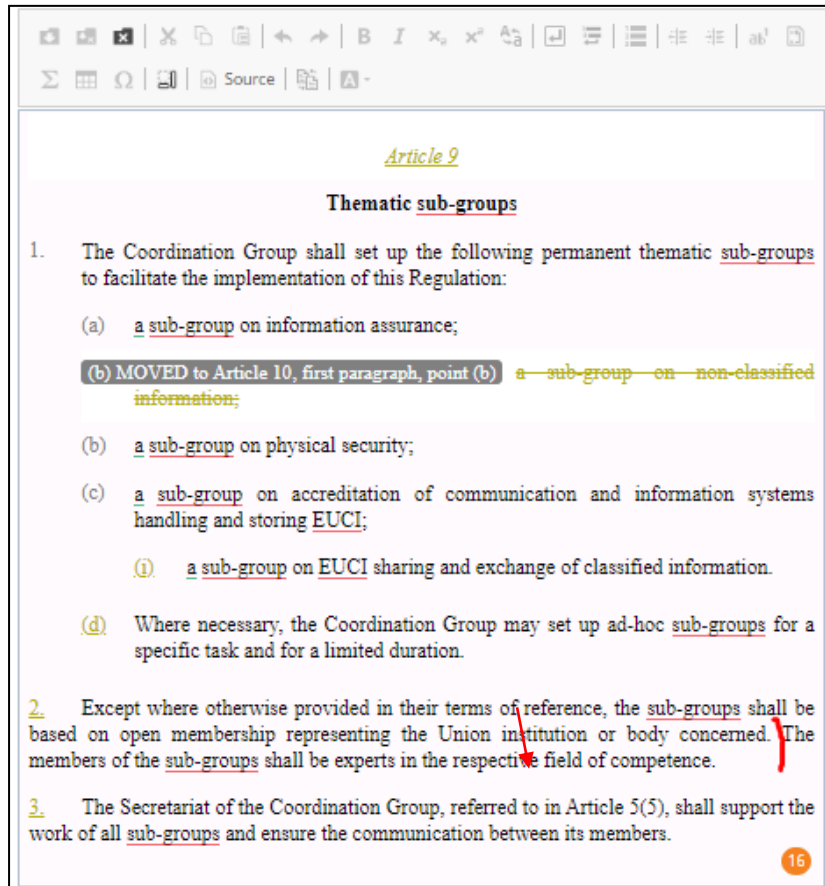 B I x₂ x² ab¹
Σ Ω Source A
Article 9
Thematic sub-groups
1. The Coordination Group shall set up the following permanent thematic sub-groups
to facilitate the implementation of this Regulation:
(a) a sub-group on information assurance;
(b) MOVED to Article 10, first paragraph, point (b) a sub-group on non-classified
information;
(b) a sub-group on physical security;
(c) a sub-group on accreditation of communication and information systems
handling and storing EUCI;
(i) a sub-group on EUCI sharing and exchange of classified information.
(d) Where necessary, the Coordination Group may set up ad-hoc sub-groups for a
specific task and for a limited duration.
2. Except where otherwise provided in their terms of reference, the sub-groups shall be
based on open membership representing the Union institution or body concerned. The
members of the sub-groups shall be experts in the respective field of competence.
3. The Secretariat of the Coordination Group, referred to in Article 5(5), shall support the
work of all sub-groups and ensure the communication between its members.
16